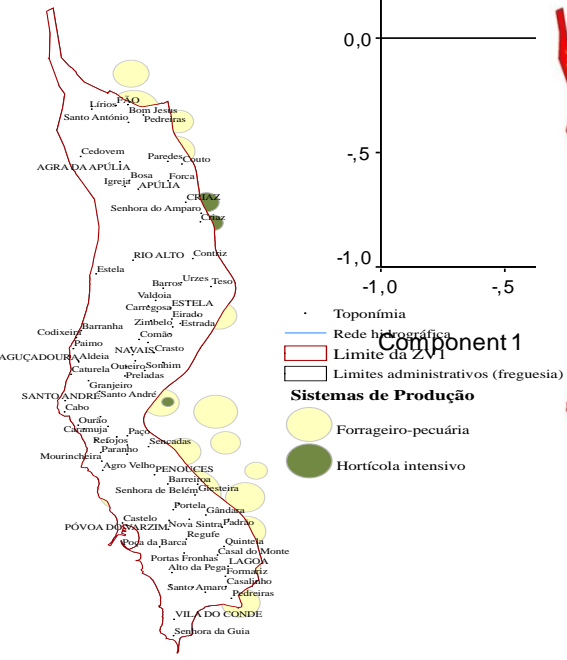 0,0
-,5
-1,0
-1,0
-,5
Component 1
FÃO
Lírios
Bom Jesus
Santo António
Pedreiras
Cedovem
Paredes
Couto
AGRA DA APÚLIA
Bosa
Forca
Igreja
APÚLIA
CRIAZ
Senhora do Amparo
Criaz
RIO ALTO
Contriz
Estela
Barros
Urzes
Teso
Valdoia
Carregosa
ESTELA
Eirado
Zimbelo
Estrada
Codixeira
Barranha
Comão
Paimo
NAVAIS
Crasto
AGUÇADOURA
Aldeia
Outeiro
Sonhim
Caturela
Preladas
Granjeiro
SANTO ANDRÉ
Santo André
Cabo
Ourão
Caramuja
Paço
Refojos
Sencadas
Paranho
Mourincheira
Agro Velho
PENOUCES
Barreiros
Senhora de Belém
Giesteira
Portela
Gândara
Castelo
PÓVOA DO VARZIM
Nova Sintra
Padrão
Regufe
Poça da Barca
Quintela
Casal do Monte
Portas Fronhas
LAGOA
Alto da Pega
Formariz
Casalinho
Santo Amaro
Pedreiras
VILA DO CONDE
Senhora da Guia
Toponímia
Rede hidrográfica
Limite da ZV1
Limites administrativos (freguesia)
Sistemas de Produção
Forrageiro-pecuária
Hortícola intensivo